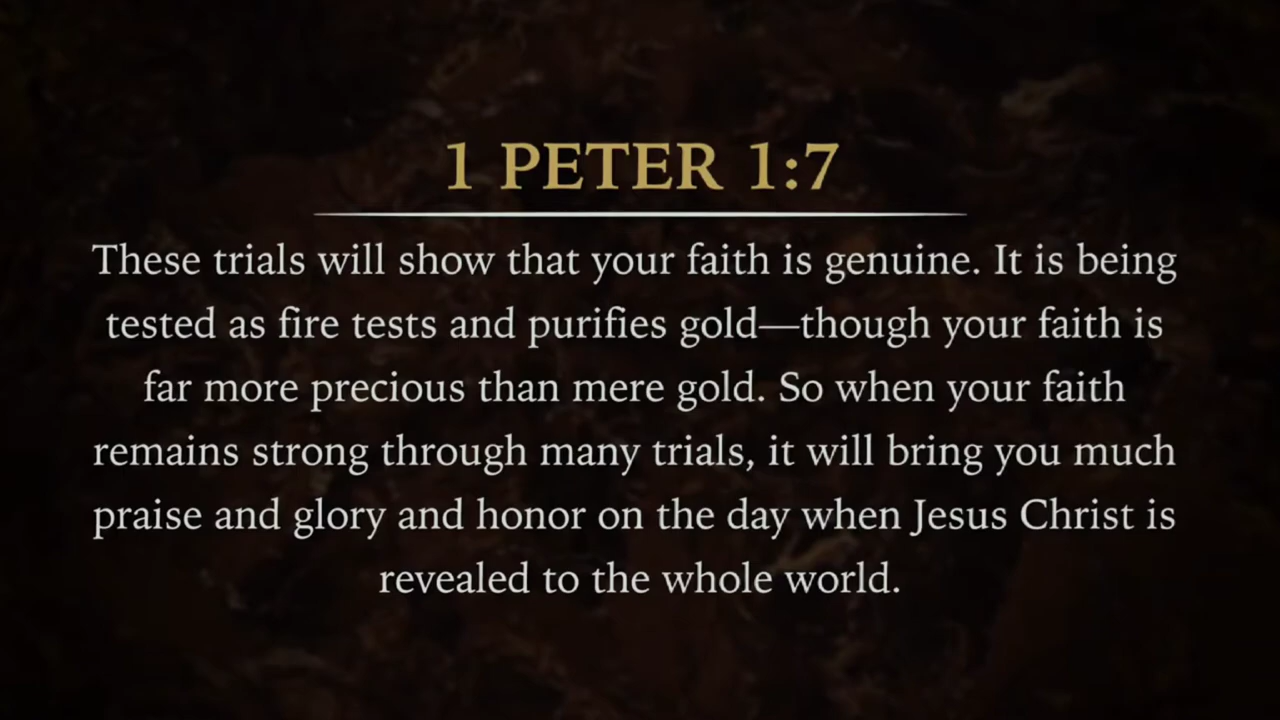 1 PETER 1:7
These trials will show that your faith is genuine. It is being
tested as fire tests and purifies gold—though your faith is
far more precious than mere gold. So when your faith
remains strong through many trials, it will bring you much
praise and glory and honor on the day when Jesus Christ is
revealed to the whole world.